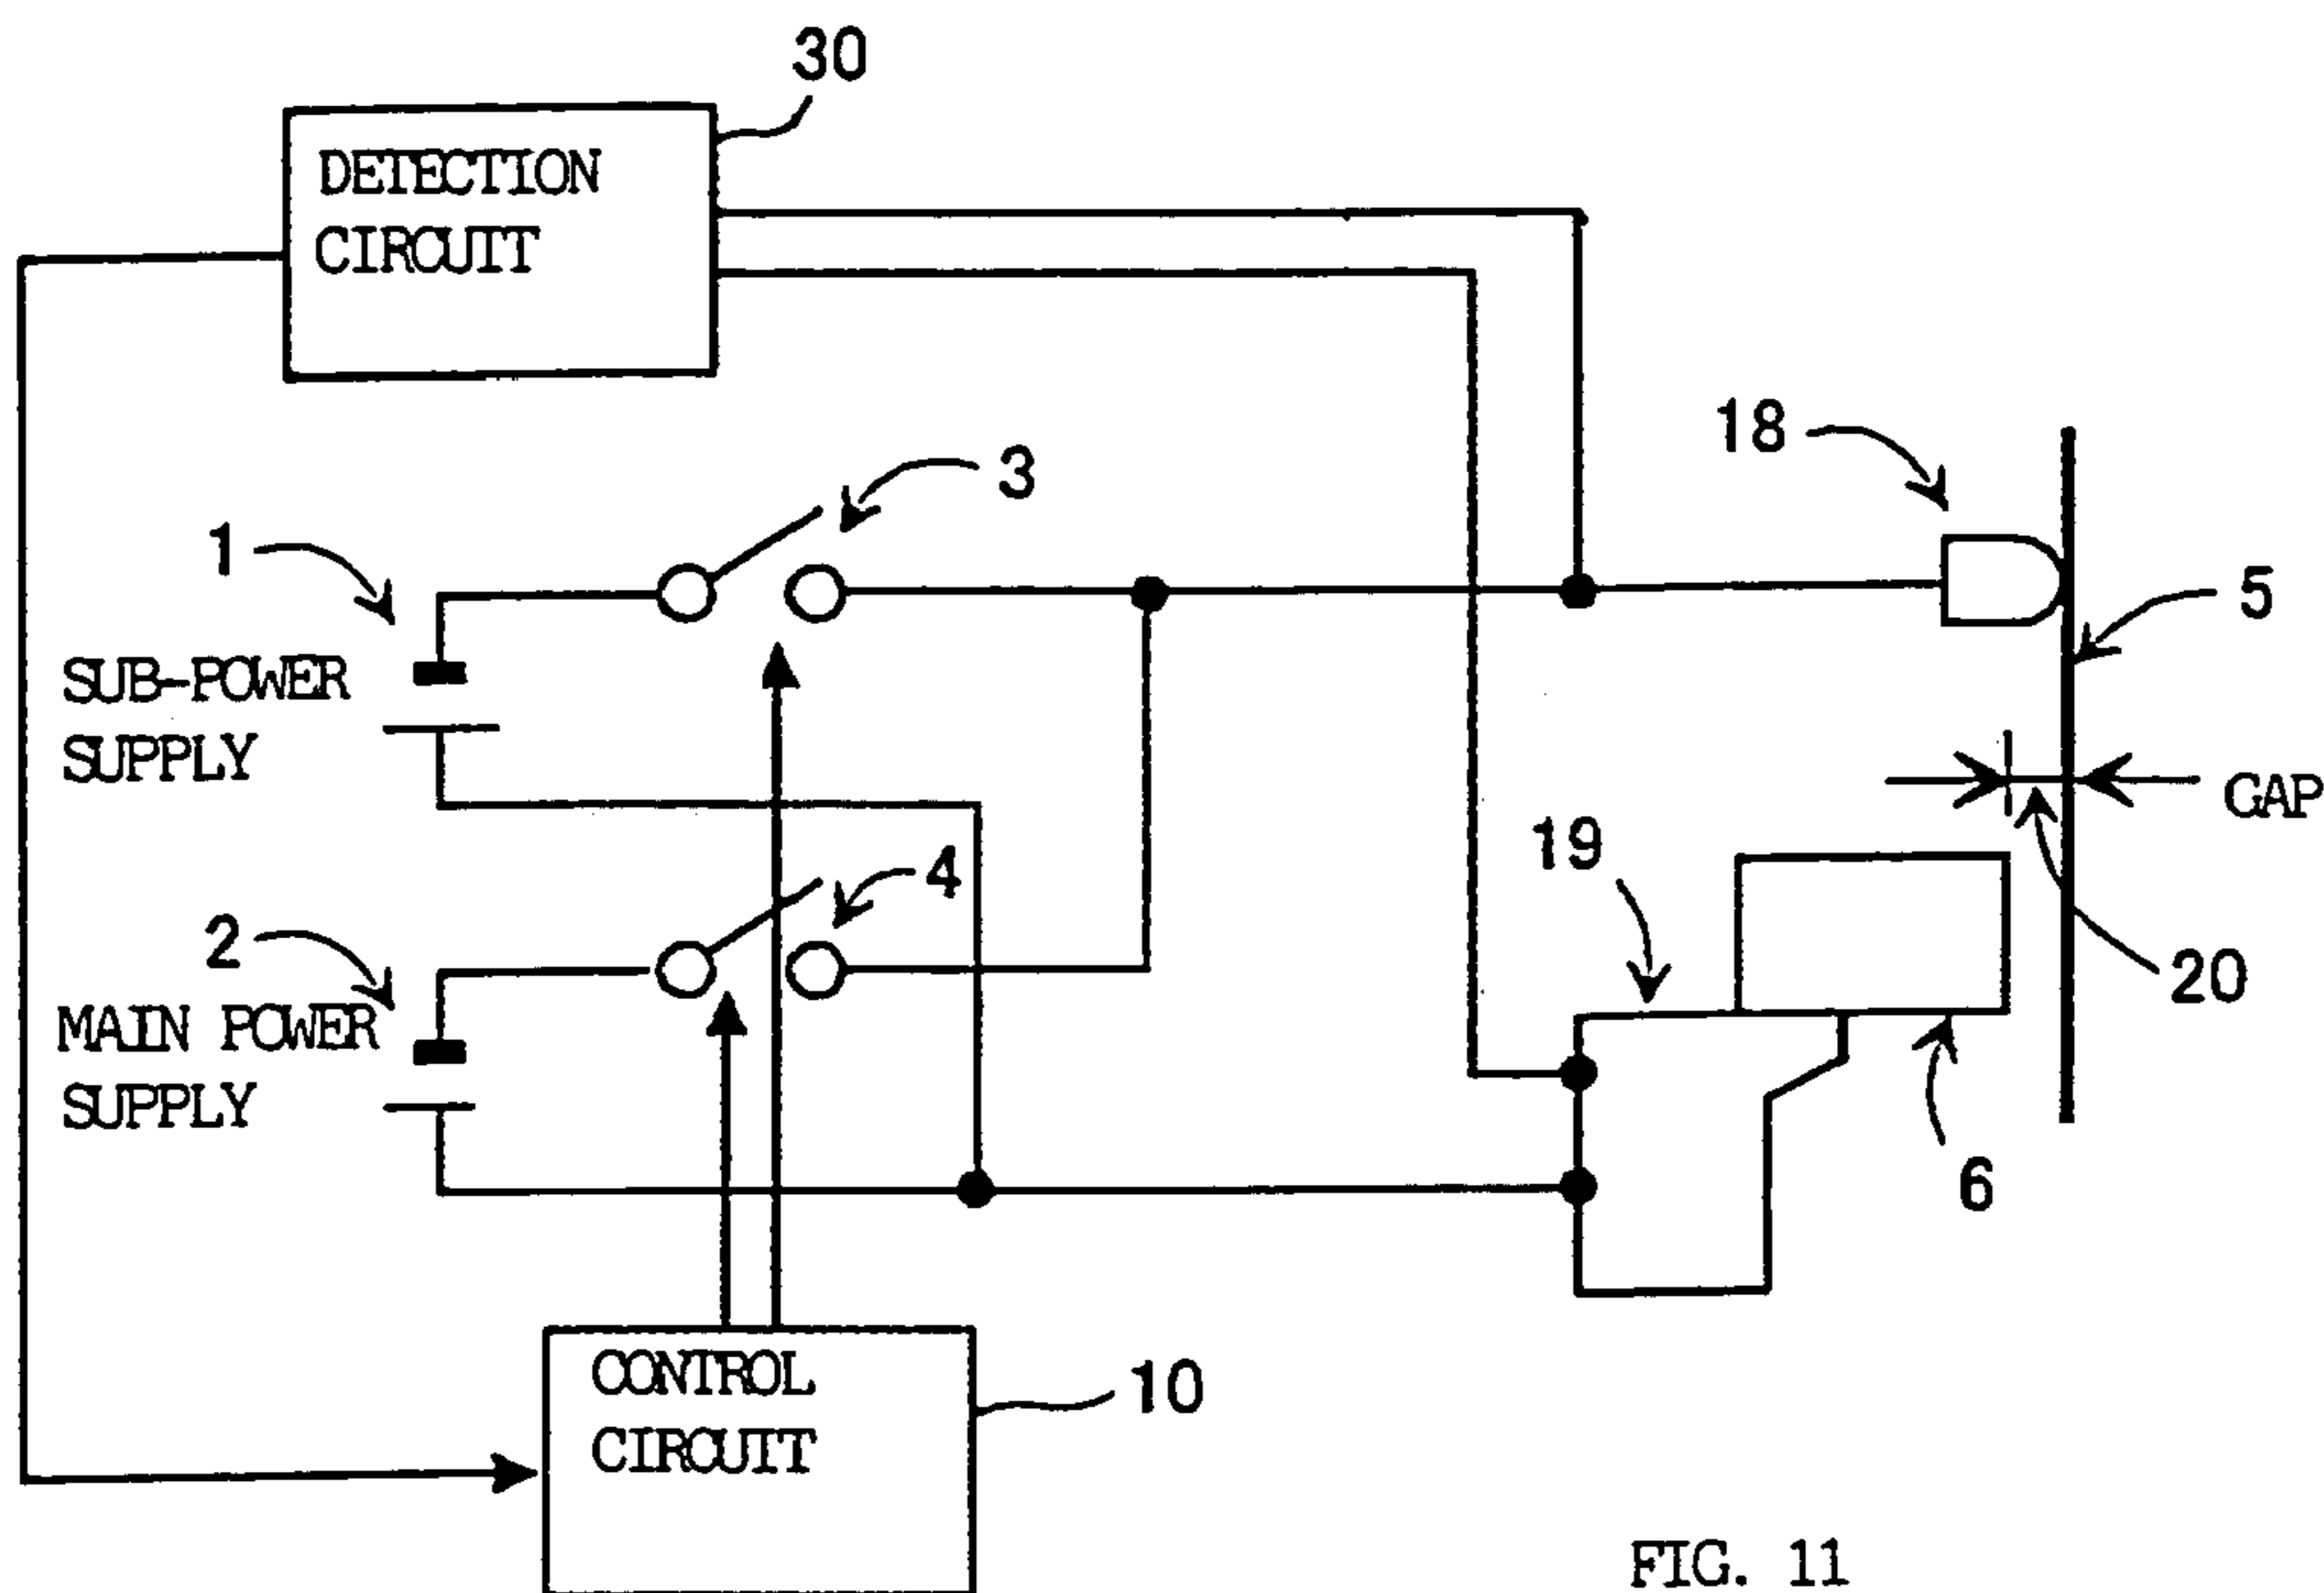 30
DETECTION
CIRCUIT
18
3
1
5
SUB-POWER
SUPPLY
GAP
19
4
2
20
MAIN POWER
SUPPLY
6
CONTROL
CIRCUIT
10
FIG. 11